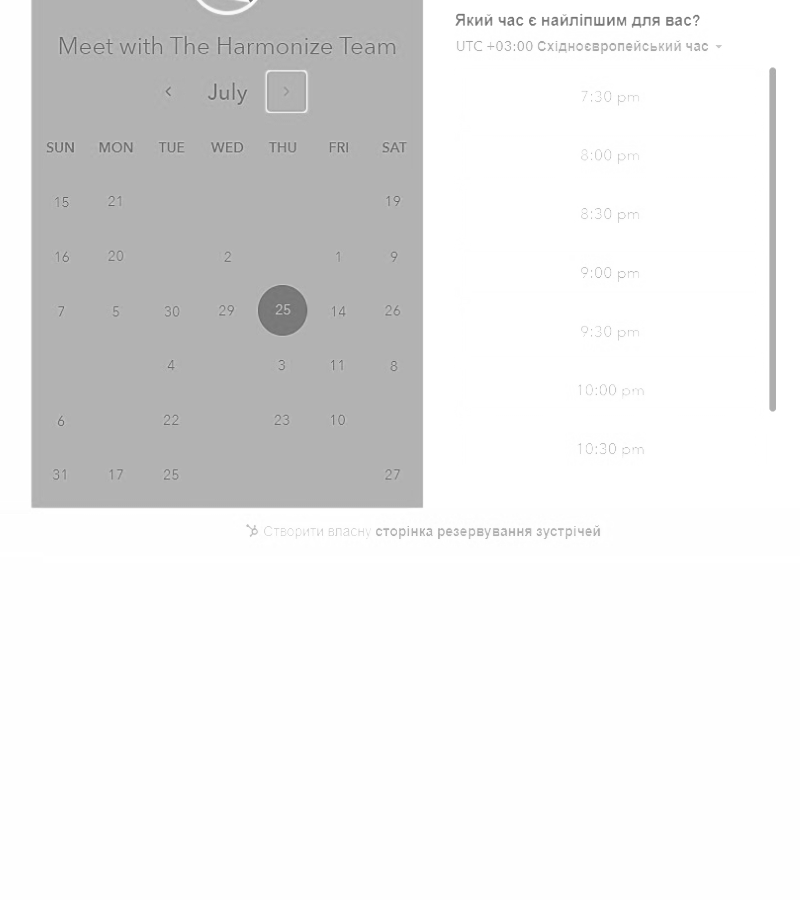 Meet with The Harmonize Team
July
SUN MON TUE WED THU FRI SAT
15 21 19
16 20 2 1 9
7 5 30 29 25 14 26
4 3 11 8
6 22 23 10
31 17 25 27
Який час є найліпшим для вас?
UTC +03:00 Східноєвропейський час
7:30 pm
8:00 pm
8:30 pm
9:00 pm
9:30 pm
10:00 pm
10:30 pm
Створити власну сторінка резервування зустрічей